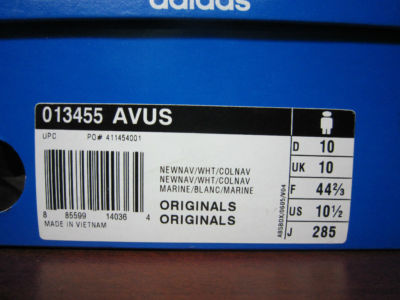 adidas
013455 AVUS
UPC PO# 411454001
NEWNAV/WHT/COLNAV
NEWNAV/WHT/COLNAV
MARINE/BLANC/MARINE
ORIGINALS
ORIGINALS
8 85599 14036 4
MADE IN VIETNAM
D 10
UK 10
F 44⅔
US 10½
J 285